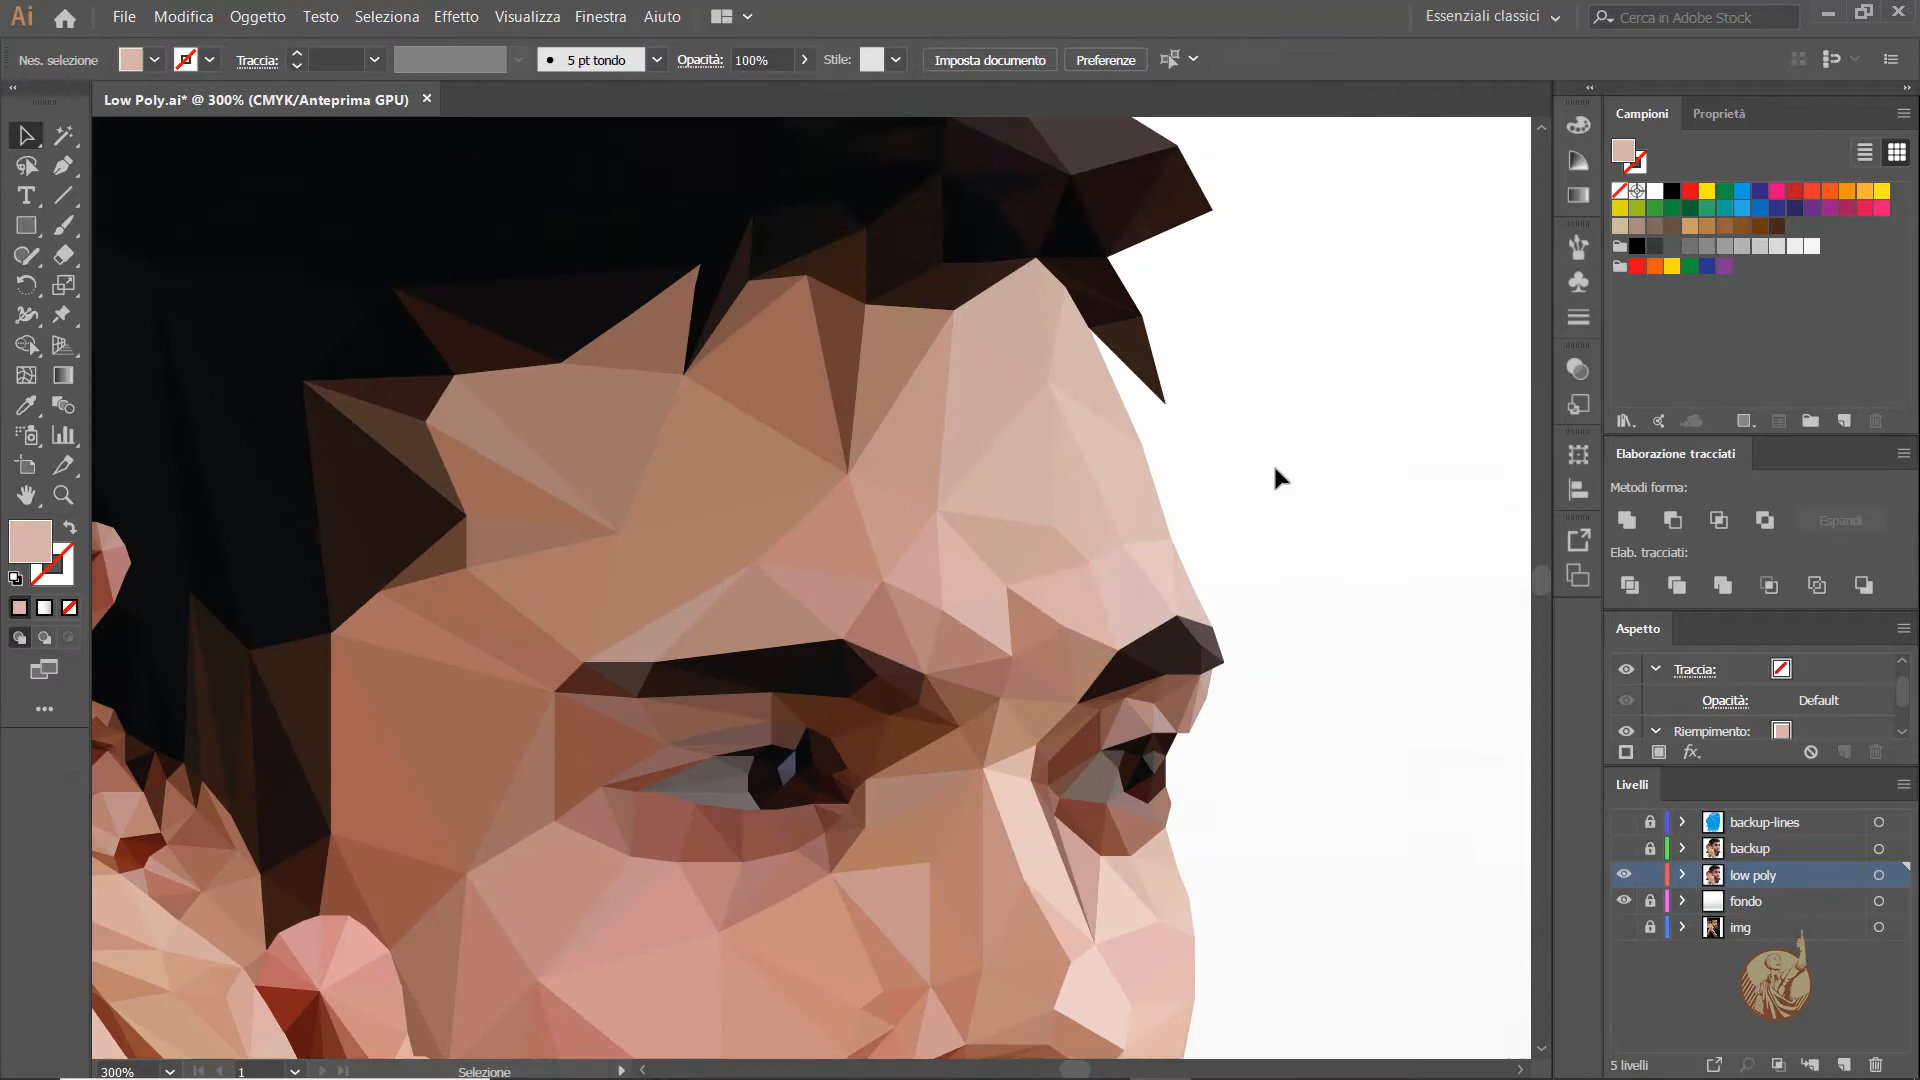 Ai File Modifica Oggetto Testo Seleziona Effetto Visualizza Finestra Aiuto Essenziali classici Cerca in Adobe Stock
Nes. selezione Traccia: 5 pt tondo Opacità: 100% Stile: Imposta documento Preferenze
Low Poly.ai* @ 300% (CMYK/Anteprima GPU)
Campioni Proprietà
Elaborazione tracciati
Metodi forma:
Espandi
Elab. tracciati:
Aspetto
Traccia:
Opacità: Default
Riempimento:
fx
Livelli
backup-lines
backup
low poly
fondo
img
5 livelli
300% 1 Selezione